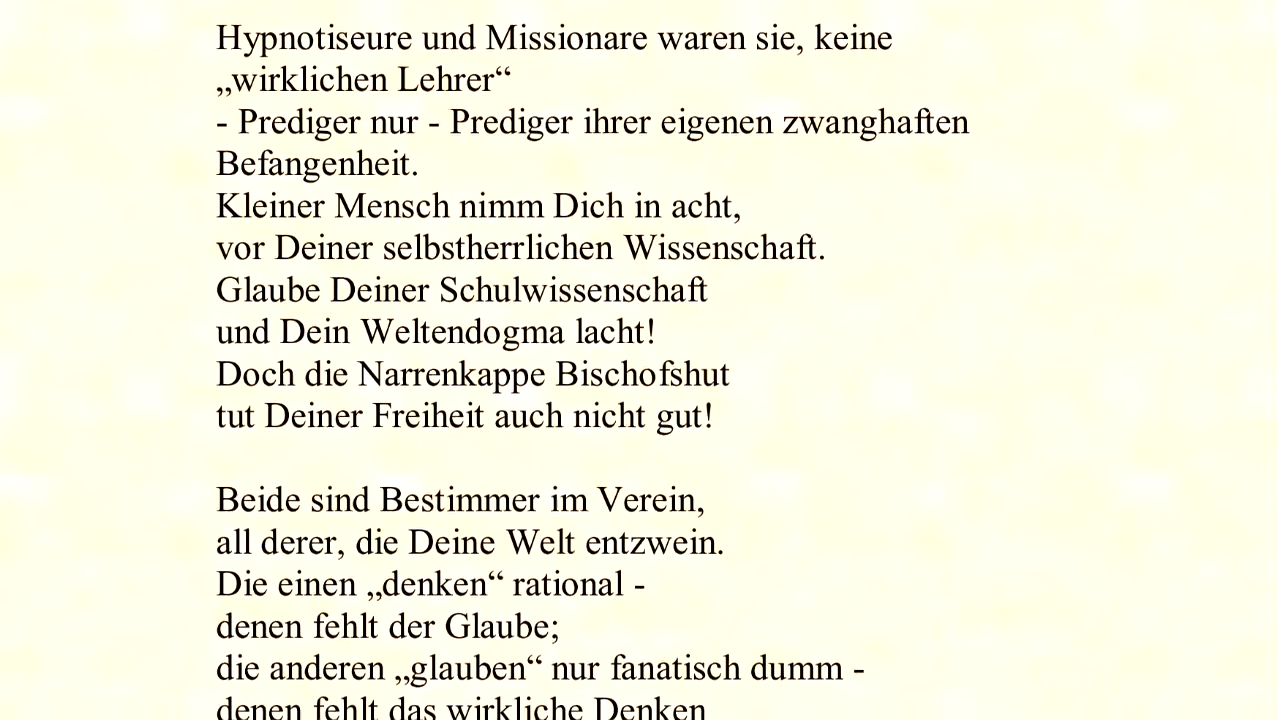 Hypnotiseure und Missionare waren sie, keine
„wirklichen Lehrer“
- Prediger nur - Prediger ihrer eigenen zwanghaften
Befangenheit.
Kleiner Mensch nimm Dich in acht,
vor Deiner selbstherrlichen Wissenschaft.
Glaube Deiner Schulwissenschaft
und Dein Weltendogma lacht!
Doch die Narrenkappe Bischofshut
tut Deiner Freiheit auch nicht gut!
Beide sind Bestimmer im Verein,
all derer, die Deine Welt entzwein.
Die einen „denken“ rational -
denen fehlt der Glaube;
die anderen „glauben“ nur fanatisch dumm -
denen fehlt das wirkliche Denken